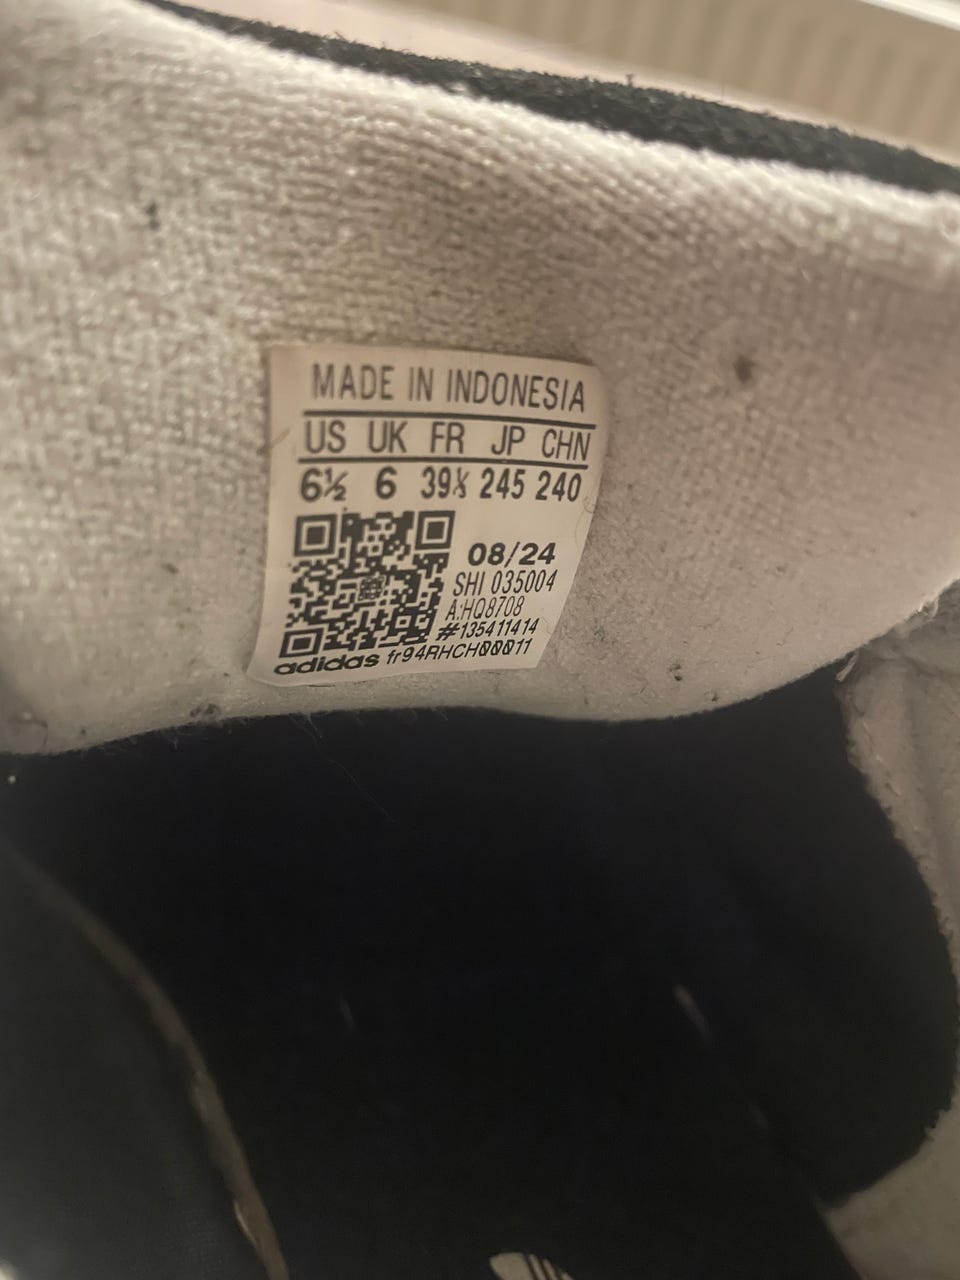 MADE IN INDONESIA
US UK FR JP CHN
6½ 6 39⅓ 245 240
08/24
SHI 035004
A:HQ8708
#135411414
adidas fr94RHCH00011